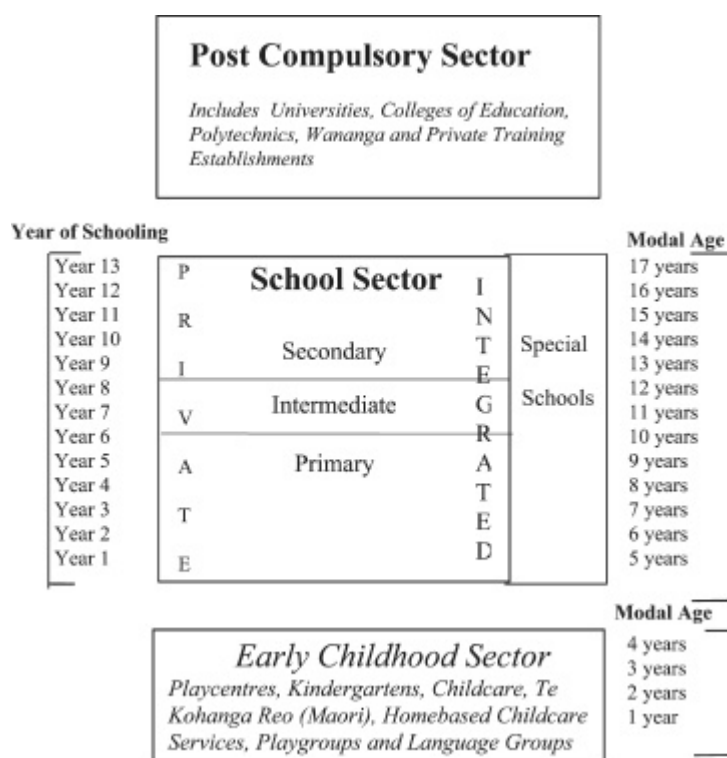 Post Compulsory Sector
Includes Universities, Colleges of Education,
Polytechnics, Wananga and Private Training
Establishments
Year of Schooling
Year 13
Year 12
Year 11
Year 10
Year 9
Year 8
Year 7
Year 6
Year 5
Year 4
Year 3
Year 2
Year 1
PRIVATE
School Sector
Secondary
Intermediate
Primary
INTEGRATED
Special
Schools
Modal Age
17 years
16 years
15 years
14 years
13 years
12 years
11 years
10 years
9 years
8 years
7 years
6 years
5 years
Early Childhood Sector
Playcentres, Kindergartens, Childcare, Te
Kohanga Reo (Maori), Homebased Childcare
Services, Playgroups and Language Groups
Modal Age
4 years
3 years
2 years
1 year